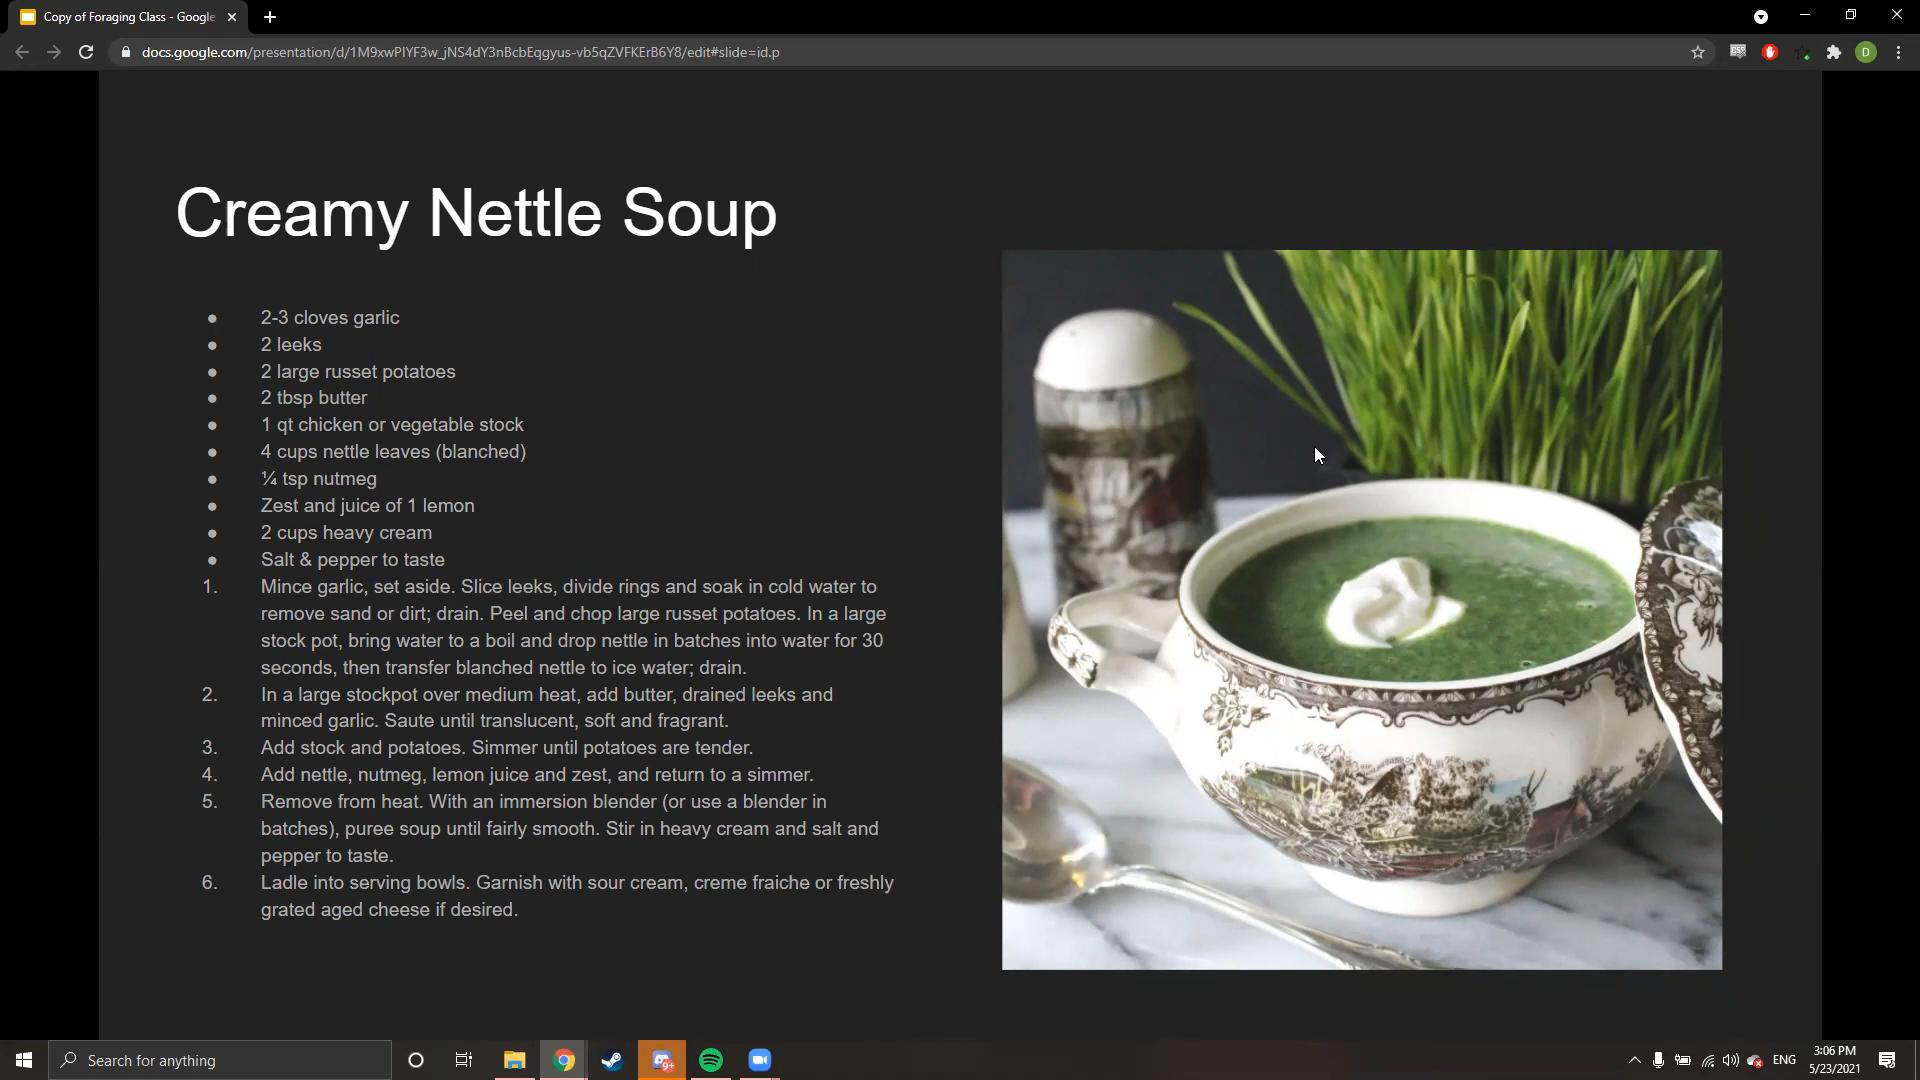 Copy of Foraging Class - Google
docs.google.com/presentation/d/1M9xwPIYF3w_jNS4dY3nBcbEqgyus-vb5qZVFKErB6Y8/edit#slide=id.p
CSP
D
Creamy Nettle Soup
● 2-3 cloves garlic
● 2 leeks
● 2 large russet potatoes
● 2 tbsp butter
● 1 qt chicken or vegetable stock
● 4 cups nettle leaves (blanched)
● ¼ tsp nutmeg
● Zest and juice of 1 lemon
● 2 cups heavy cream
● Salt & pepper to taste
1. Mince garlic, set aside. Slice leeks, divide rings and soak in cold water to
remove sand or dirt; drain. Peel and chop large russet potatoes. In a large
stock pot, bring water to a boil and drop nettle in batches into water for 30
seconds, then transfer blanched nettle to ice water; drain.
2. In a large stockpot over medium heat, add butter, drained leeks and
minced garlic. Saute until translucent, soft and fragrant.
3. Add stock and potatoes. Simmer until potatoes are tender.
4. Add nettle, nutmeg, lemon juice and zest, and return to a simmer.
5. Remove from heat. With an immersion blender (or use a blender in
batches), puree soup until fairly smooth. Stir in heavy cream and salt and
pepper to taste.
6. Ladle into serving bowls. Garnish with sour cream, creme fraiche or freshly
grated aged cheese if desired.
Search for anything
9+
ENG
3:06 PM
5/23/2021